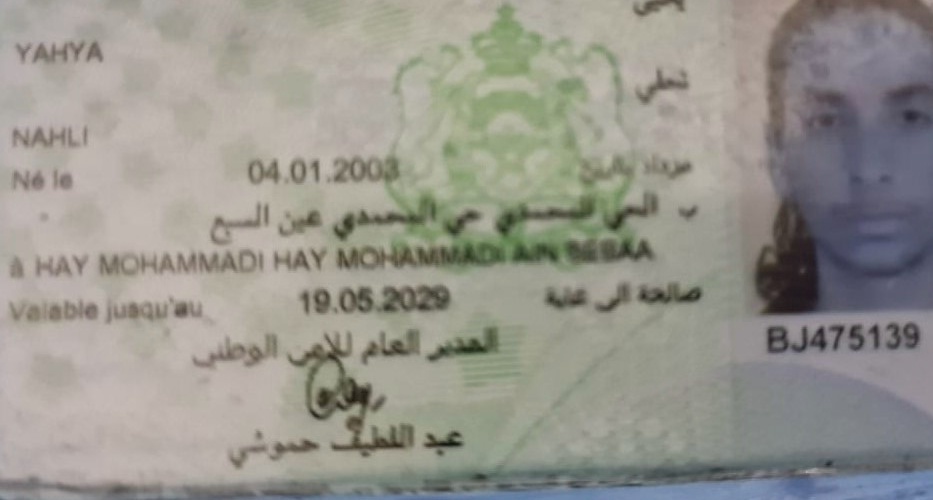 يحيى
YAHYA
نحلي
NAHLI
Né le 04.01.2003 مزداد بتاريخ
ب الحي المحمدي حي المحمدي عين السبع
à HAY MOHAMMADI HAY MOHAMMADI AIN SEBAA
Valable jusqu'au 19.05.2029 صالحة الى غاية
المدير العام للأمن الوطني
عبد اللطيف حموشي
BJ475139